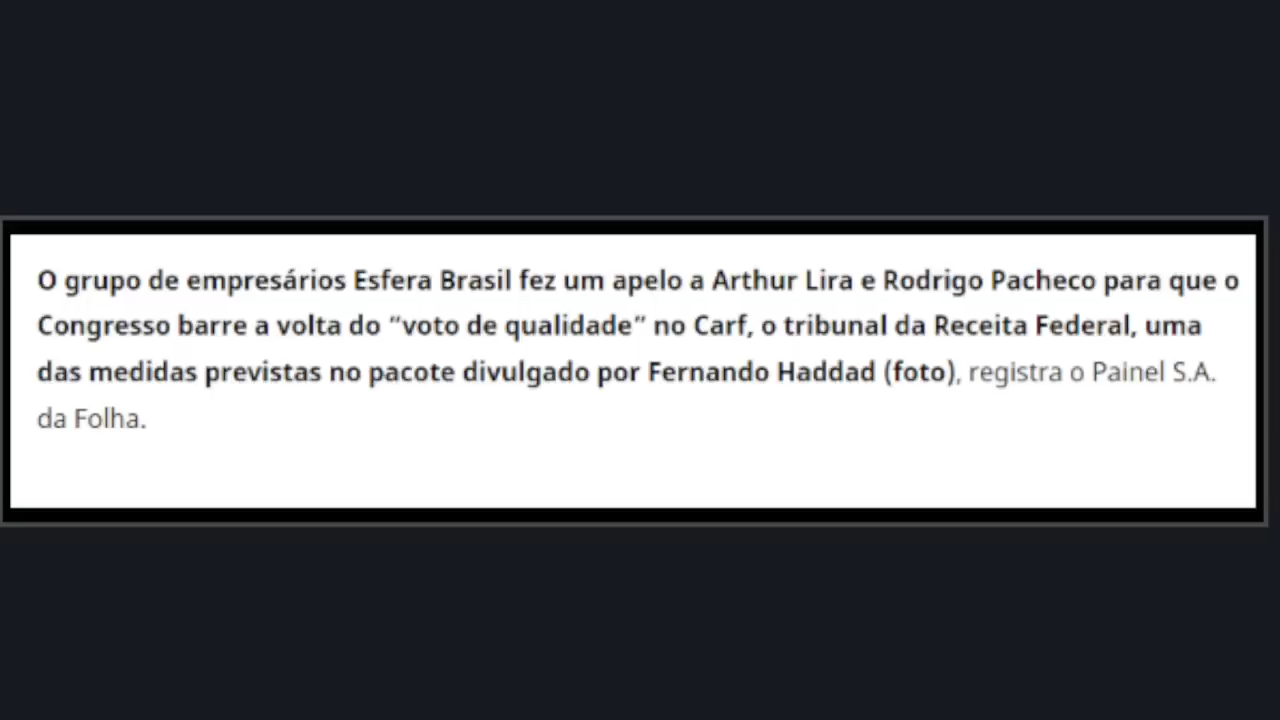 O grupo de empresários Esfera Brasil fez um apelo a Arthur Lira e Rodrigo Pacheco para que o
Congresso barre a volta do “voto de qualidade” no Carf, o tribunal da Receita Federal, uma
das medidas previstas no pacote divulgado por Fernando Haddad (foto), registra o Painel S.A.
da Folha.